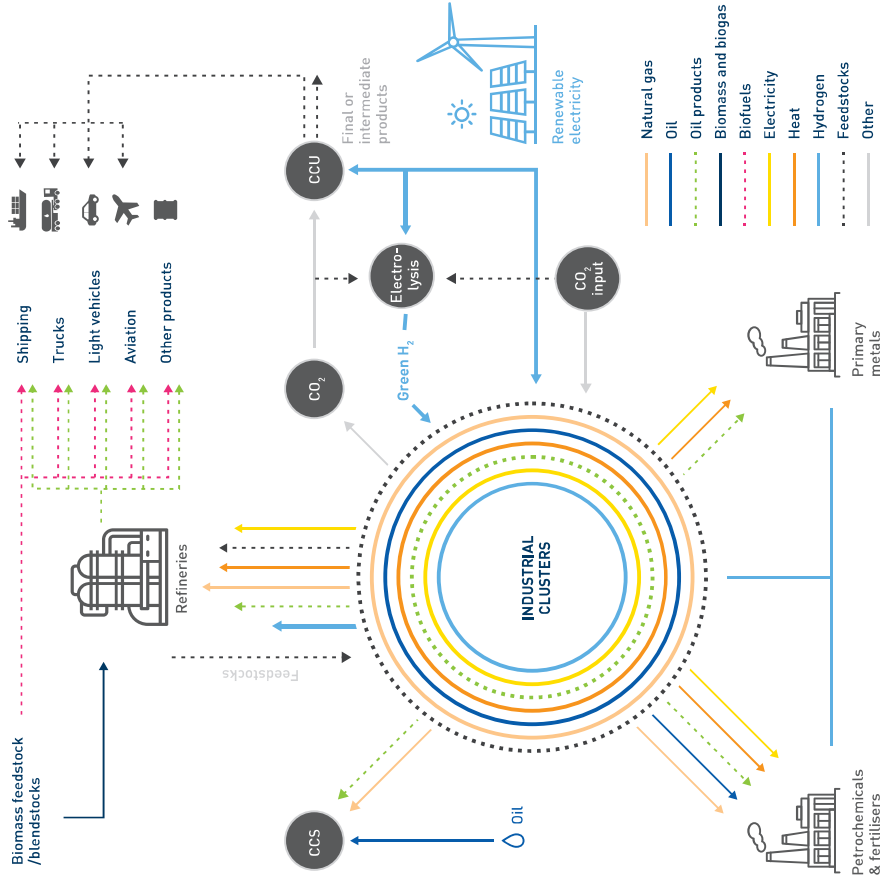 Biomass feedstock
/blendstocks
Shipping
Trucks
Light vehicles
Aviation
Other products
Refineries
Feedstocks
CCS
Oil
CO2
CCU
Final or
intermediate
products
Green H2
Electro-
lysis
CO2
input
Renewable
electricity
INDUSTRIAL
CLUSTERS
Petrochemicals
& fertilisers
Primary
metals
Natural gas
Oil
Oil products
Biomass and biogas
Biofuels
Electricity
Heat
Hydrogen
Feedstocks
Other